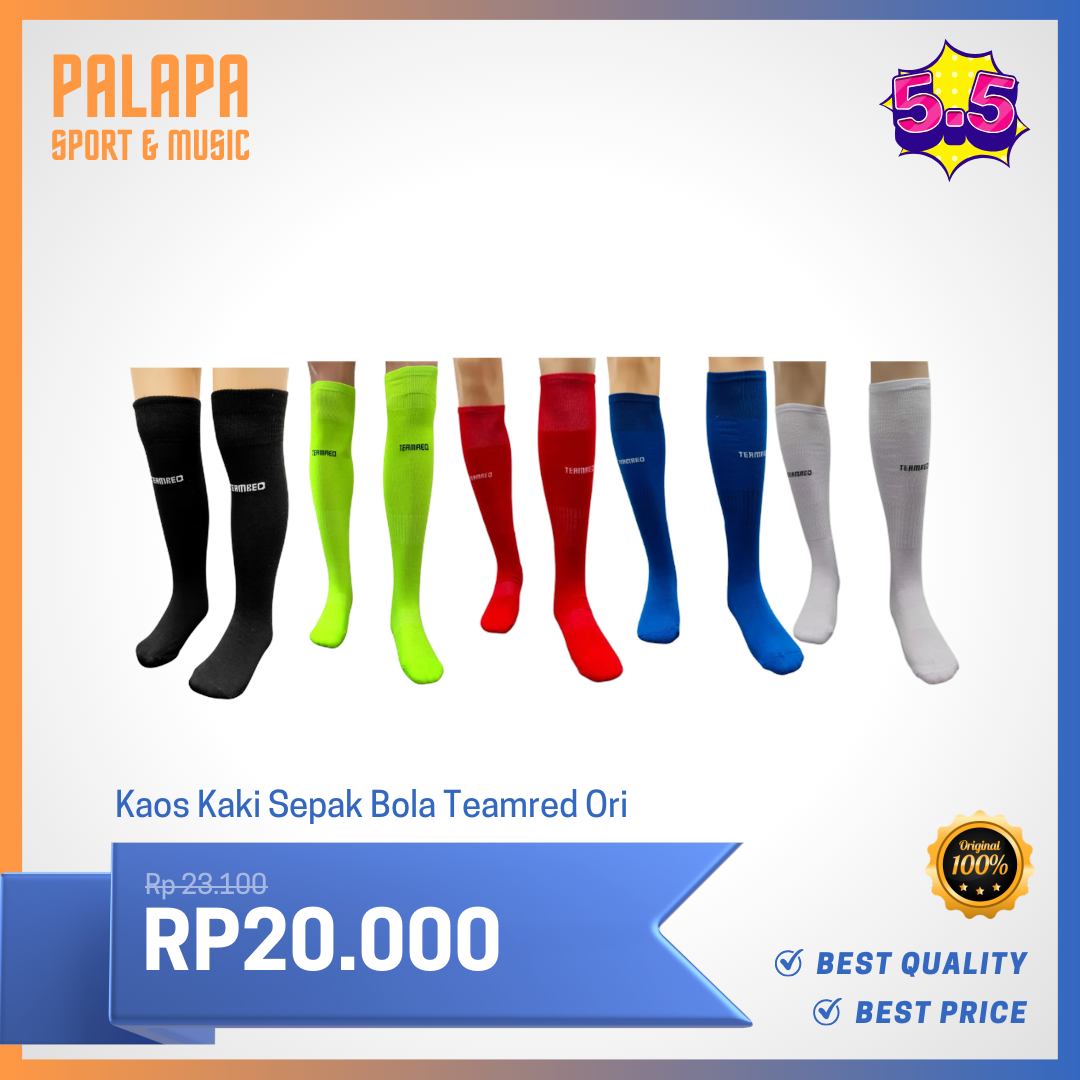 PALAPA
SPORT & MUSIC
5.5
TEAMRED
TEAMRED
TEAMRED
TEAMRED
TEAMRED
Kaos Kaki Sepak Bola Teamred Ori
Rp 23.100
RP20.000
Original
100%
BEST QUALITY
BEST PRICE